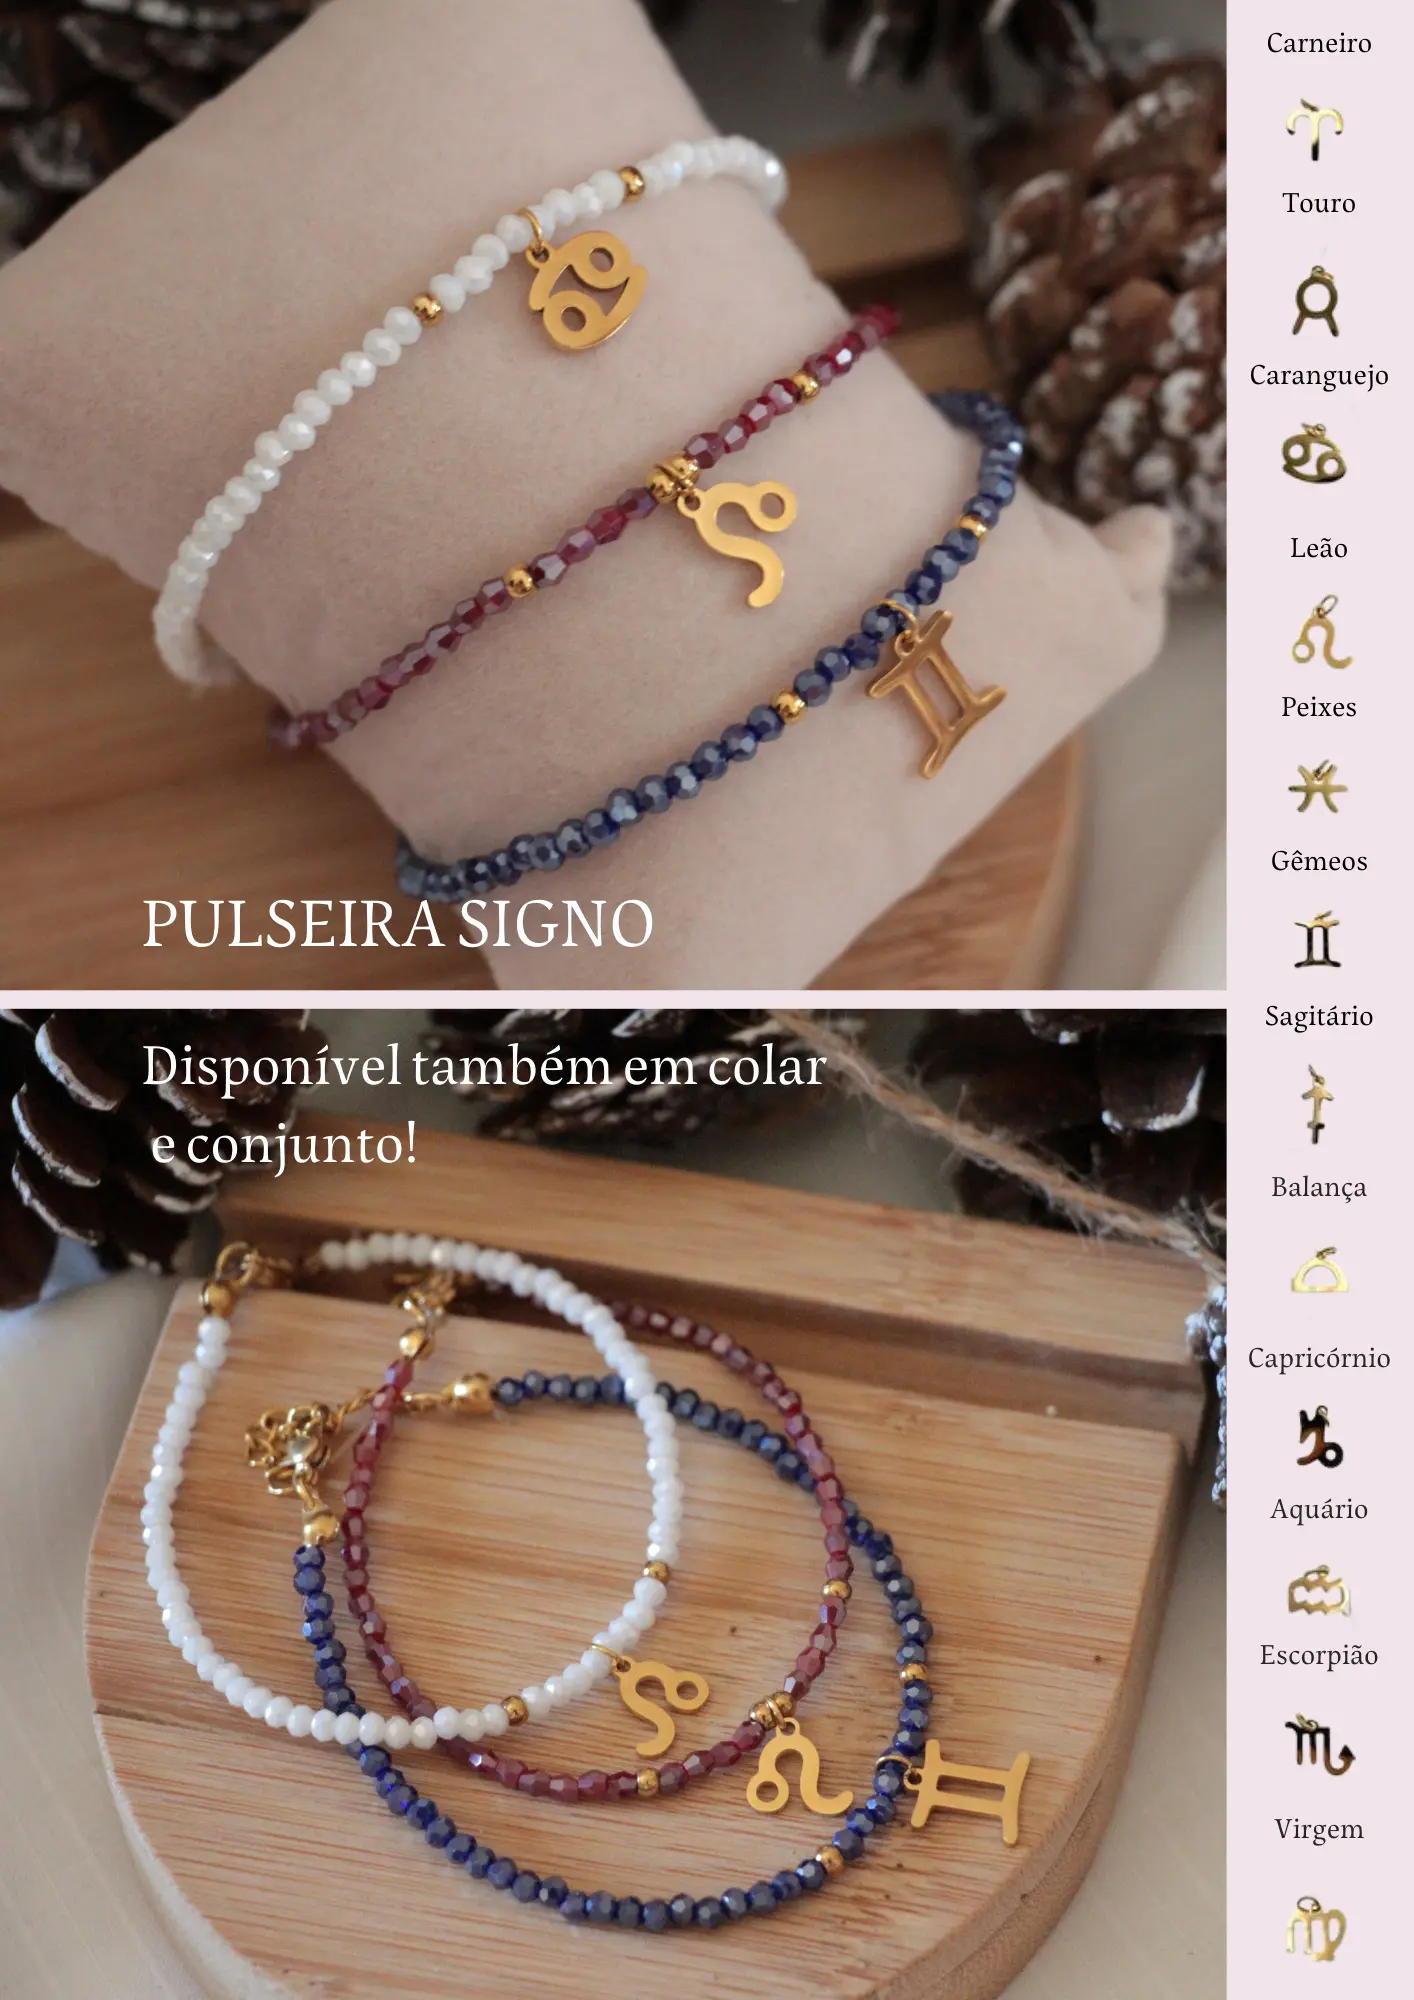 PULSEIRA SIGNO
Disponível também em colar
e conjunto!
Carneiro
Touro
Caranguejo
Leão
Peixes
Gêmeos
Sagitário
Balança
Capricórnio
Aquário
Escorpião
Virgem